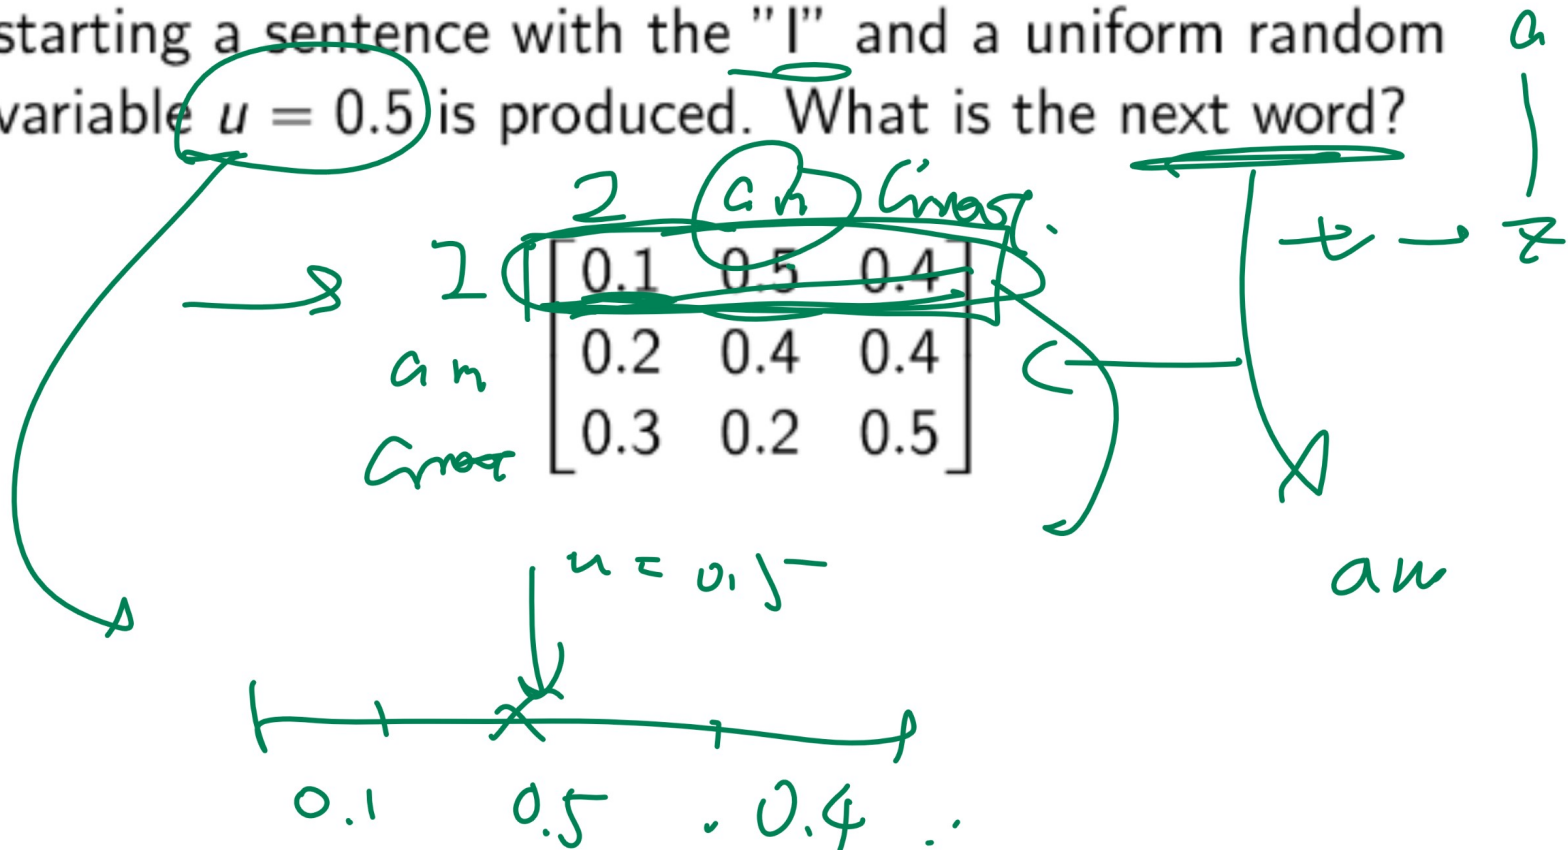 starting a sentence with the "I" and a uniform random a
variable u = 0.5 is produced. What is the next word?
I am
t → z
I 0.1 0.5 0.4
am 0.2 0.4 0.4
Groot 0.3 0.2 0.5
u = 0.5
am
0.1 0.5 . 0.4 .